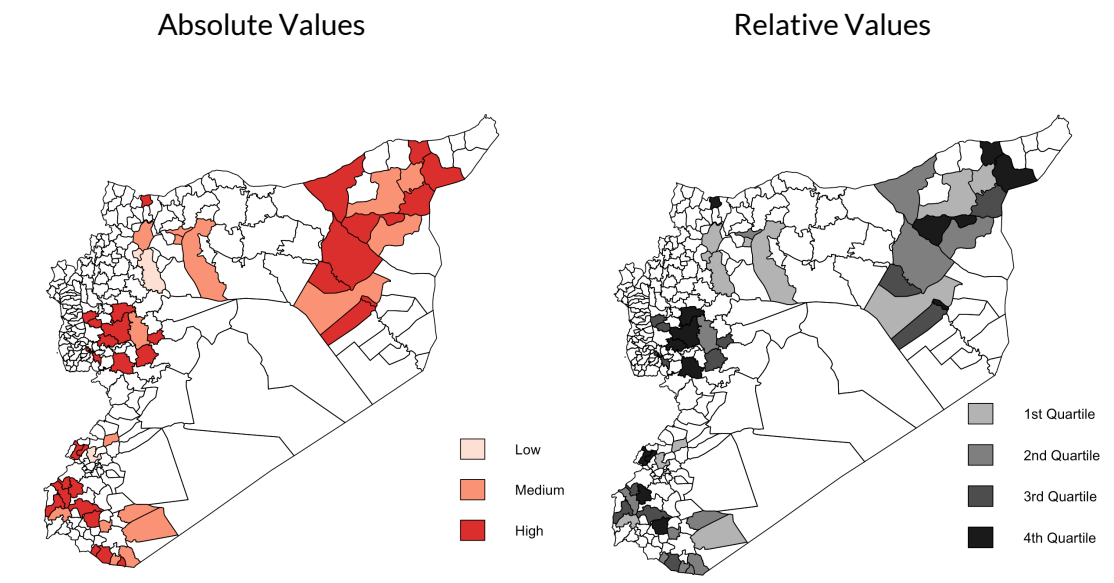 Absolute Values
Relative Values
Low
Medium
High
1st Quartile
2nd Quartile
3rd Quartile
4th Quartile